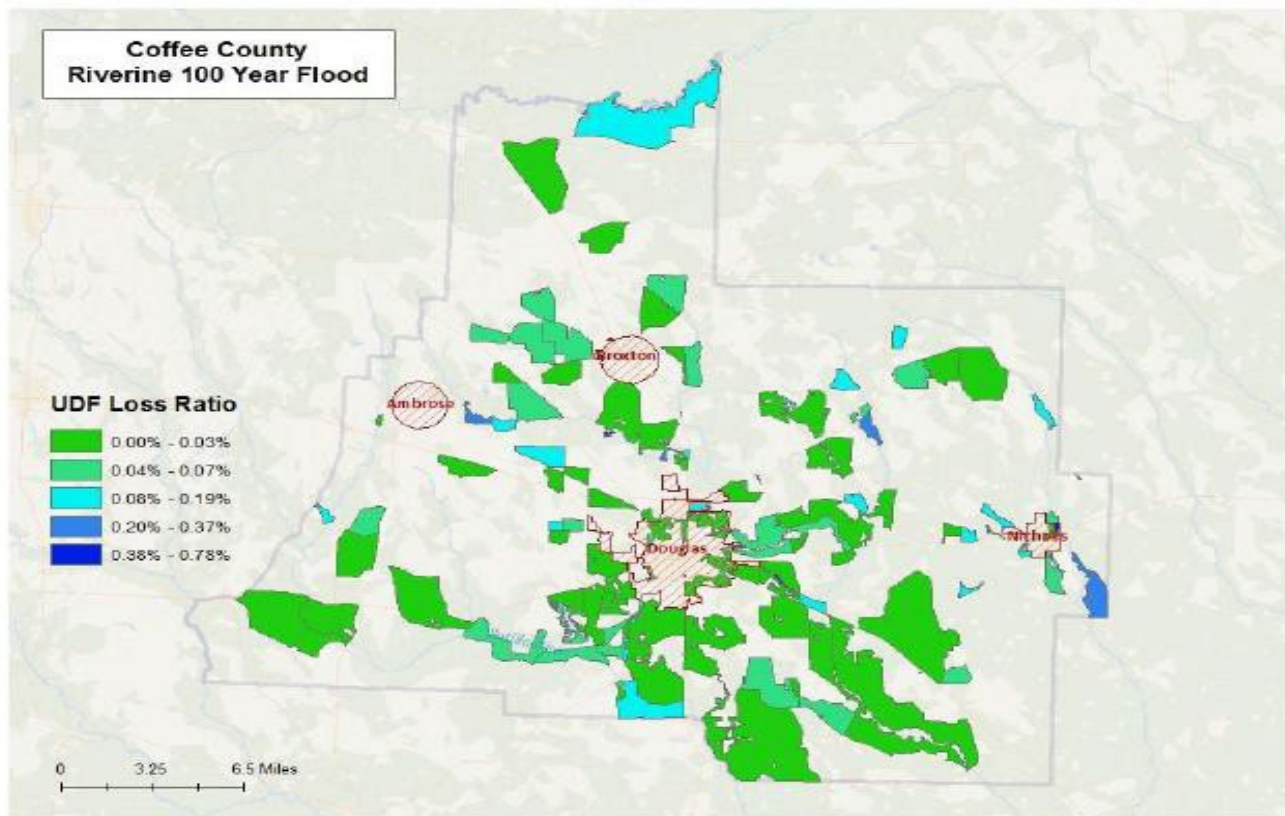 Coffee County
Riverine 100 Year Flood
Broxton
Ambrose
UDF Loss Ratio
0.00% - 0.03%
0.04% - 0.07%
0.08% - 0.19%
0.20% - 0.37%
0.38% - 0.78%
Douglas
Nicholls
0 3.25 6.5 Miles